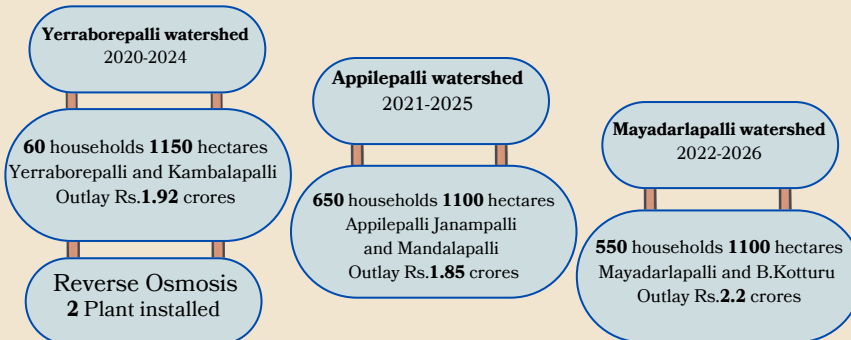 Yerraborepalli watershed
2020-2024
60 households 1150 hectares
Yerraborepalli and Kambalapalli
Outlay Rs.1.92 crores
Reverse Osmosis
2 Plant installed
Appilepalli watershed
2021-2025
650 households 1100 hectares
Appilepalli Janampalli
and Mandalapalli
Outlay Rs.1.85 crores
Mayadarlapalli watershed
2022-2026
550 households 1100 hectares
Mayadarlapalli and B.Kotturu
Outlay Rs.2.2 crores